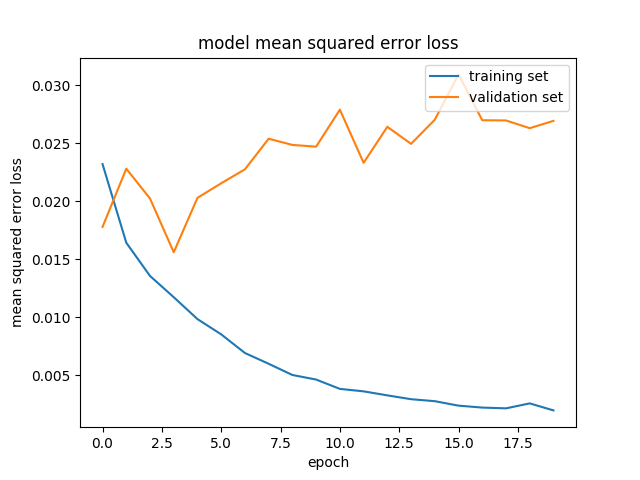 model mean squared error loss
training set
validation set
mean squared error loss
0.030
0.025
0.020
0.015
0.010
0.005
0.0 2.5 5.0 7.5 10.0 12.5 15.0 17.5
epoch